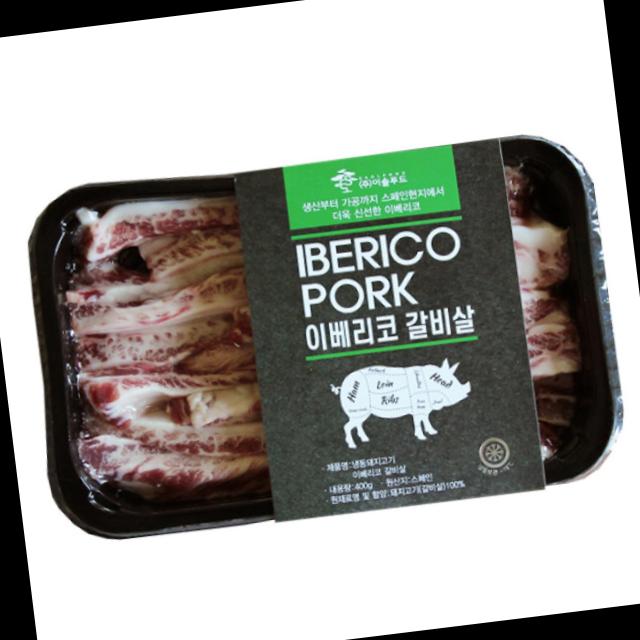 (주)이솔푸드
생산부터 가공까지 스페인현지에서
더욱 신선한 이베리코
IBERICO
PORK
이베리코 갈비살
Ham
Loin
Ribs
Head
· 제품명:냉동돼지고기
이베리코 갈비살
· 내용량:400g · 원산지:스페인
원재료명 및 함량:돼지고기(갈비살)100%